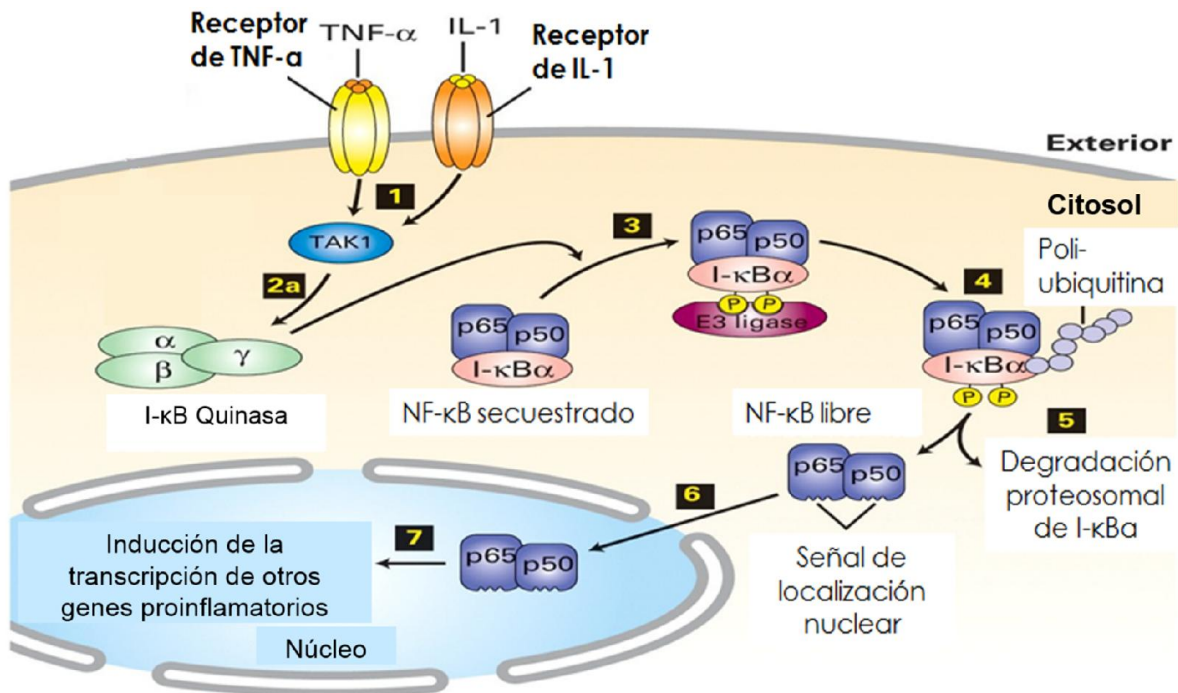 Receptor
de TNF-a
TNF-α
IL-1
Receptor
de IL-1
Exterior
Citosol
1
TAK1
2a
α
β
γ
I-κB Quinasa
3
p65
p50
I-κBα
NF-κB secuestrado
p65
p50
I-κBα
P
P
E3 ligase
4
Poli-
ubiquitina
p65
p50
I-κBα
P
P
5
Degradación
proteosomal
de I-κBa
NF-κB libre
p65
p50
Señal de
localización
nuclear
6
p65
p50
7
Inducción de la
transcripción de otros
genes proinflamatorios
Núcleo